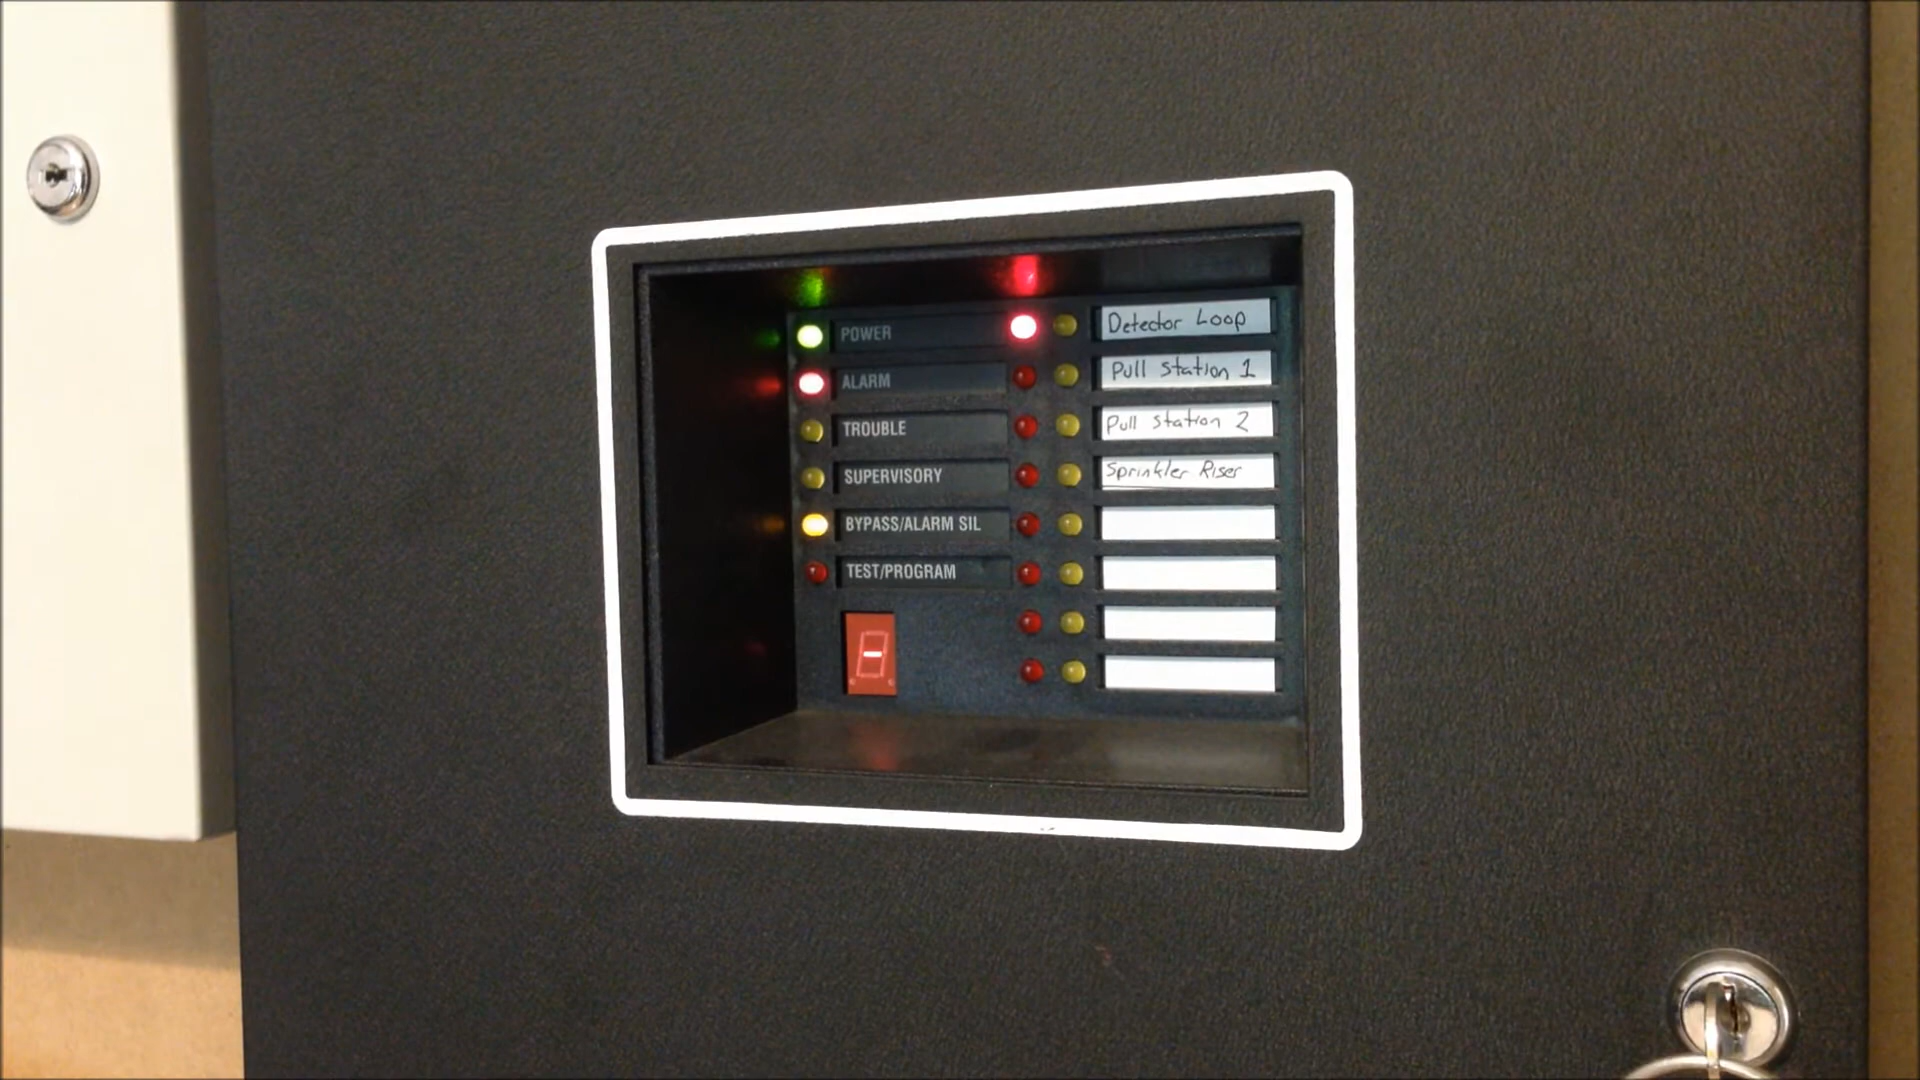 POWER
ALARM
TROUBLE
SUPERVISORY
BYPASS/ALARM SIL
TEST/PROGRAM
Detector Loop
Pull Station 1
Pull Station 2
Sprinkler Riser
-